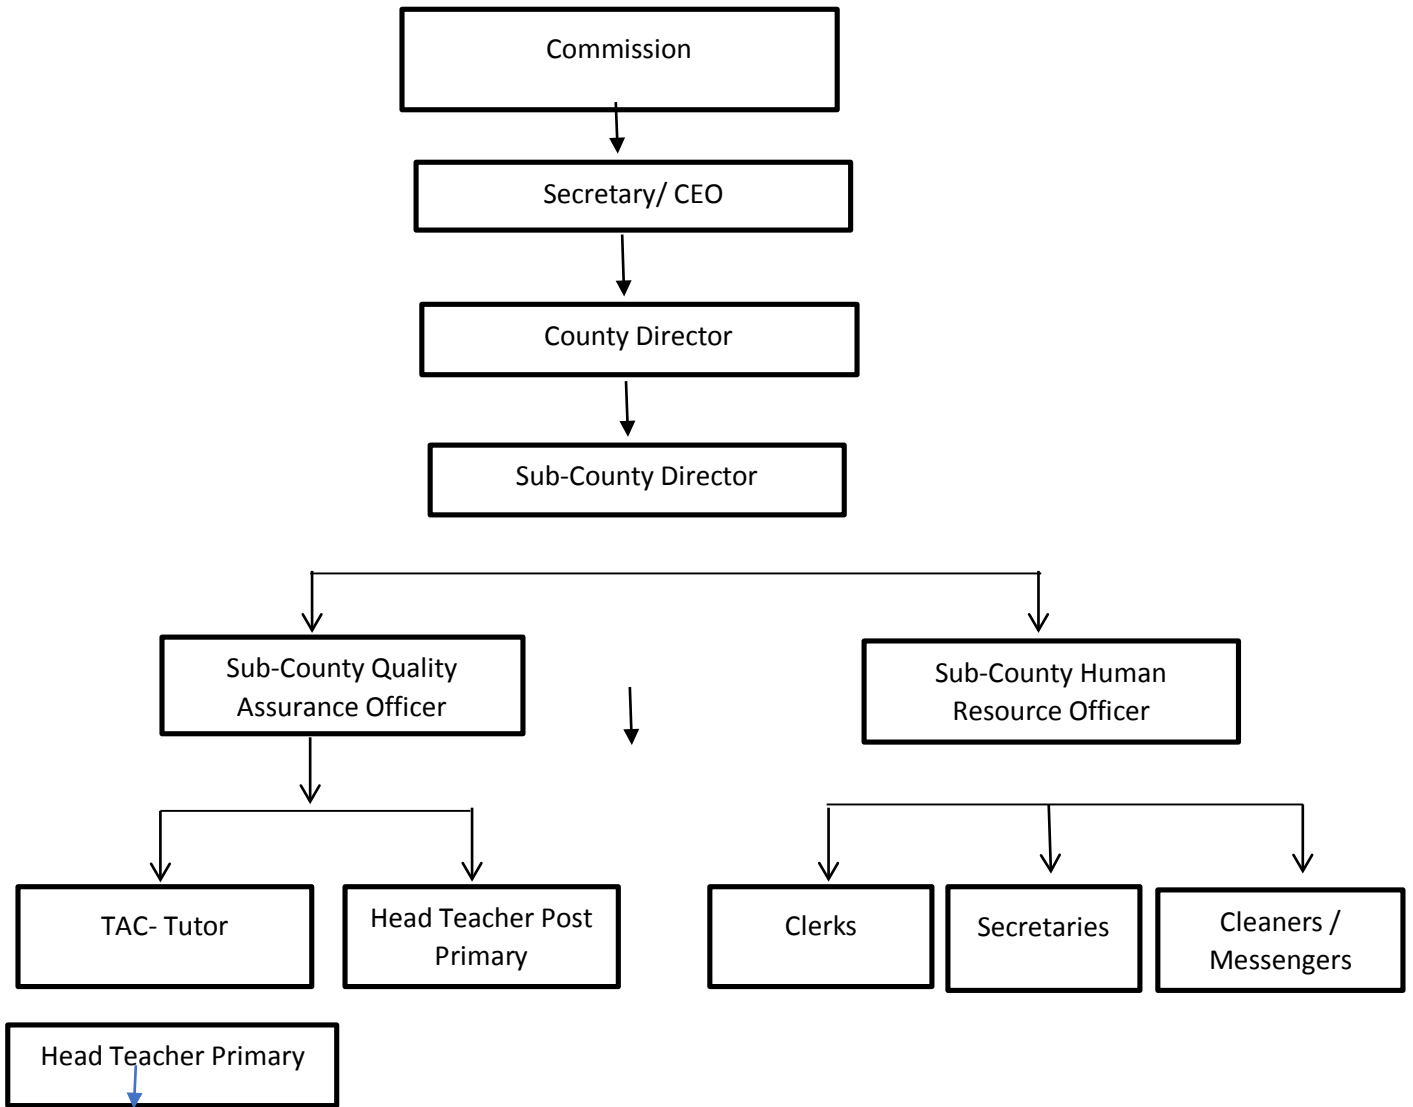 Commission
Secretary/ CEO
County Director
Sub-County Director
Sub-County Quality
Assurance Officer
Sub-County Human
Resource Officer
TAC- Tutor
Head Teacher Post
Primary
Clerks
Secretaries
Cleaners /
Messengers
Head Teacher Primary